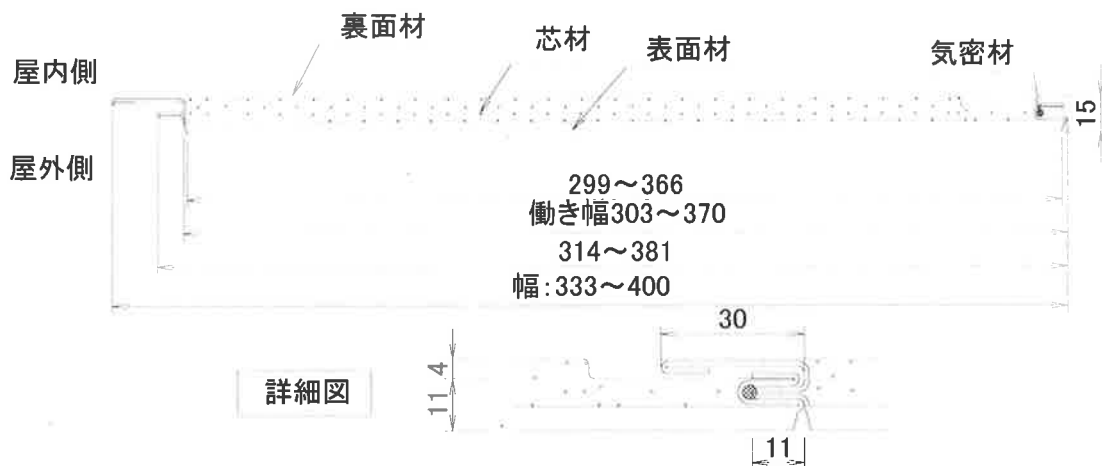 裏面材
芯材
表面材
気密材
屋内側
15
屋外側
299～366
働き幅303～370
314～381
幅:333～400
30
4
11
詳細図
11